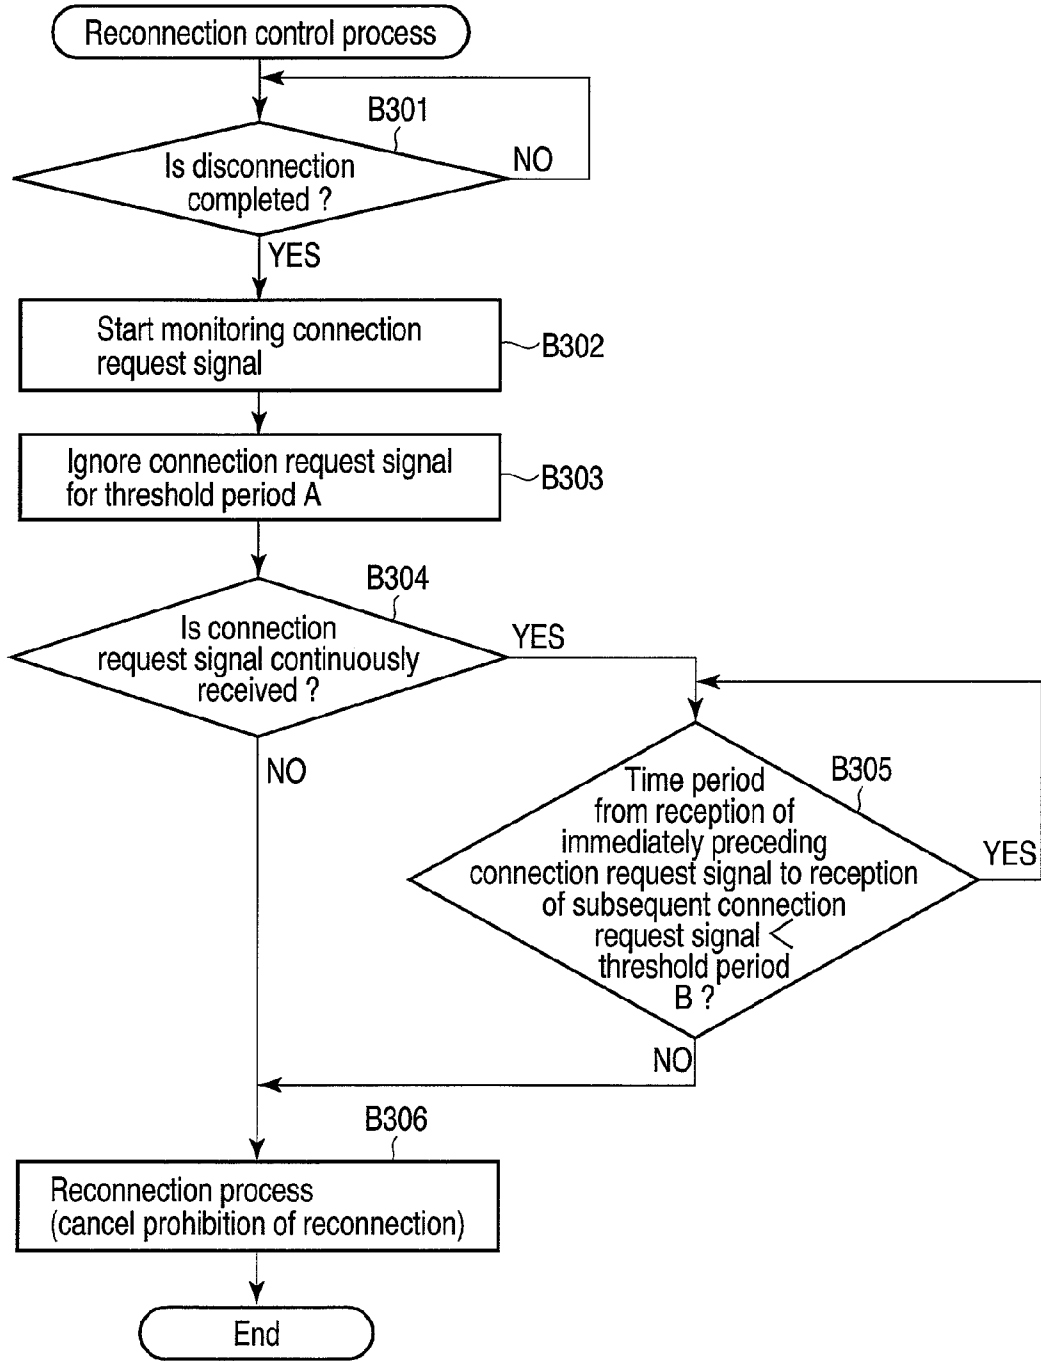 Reconnection control process
B301
Is disconnection
completed ?
NO
YES
Start monitoring connection
request signal
B302
Ignore connection request signal
for threshold period A
B303
B304
Is connection
request signal continuously
received ?
YES
NO
B305
Time period
from reception of
immediately preceding
connection request signal to reception
of subsequent connection
request signal <
threshold period
B ?
YES
NO
B306
Reconnection process
(cancel prohibition of reconnection)
End